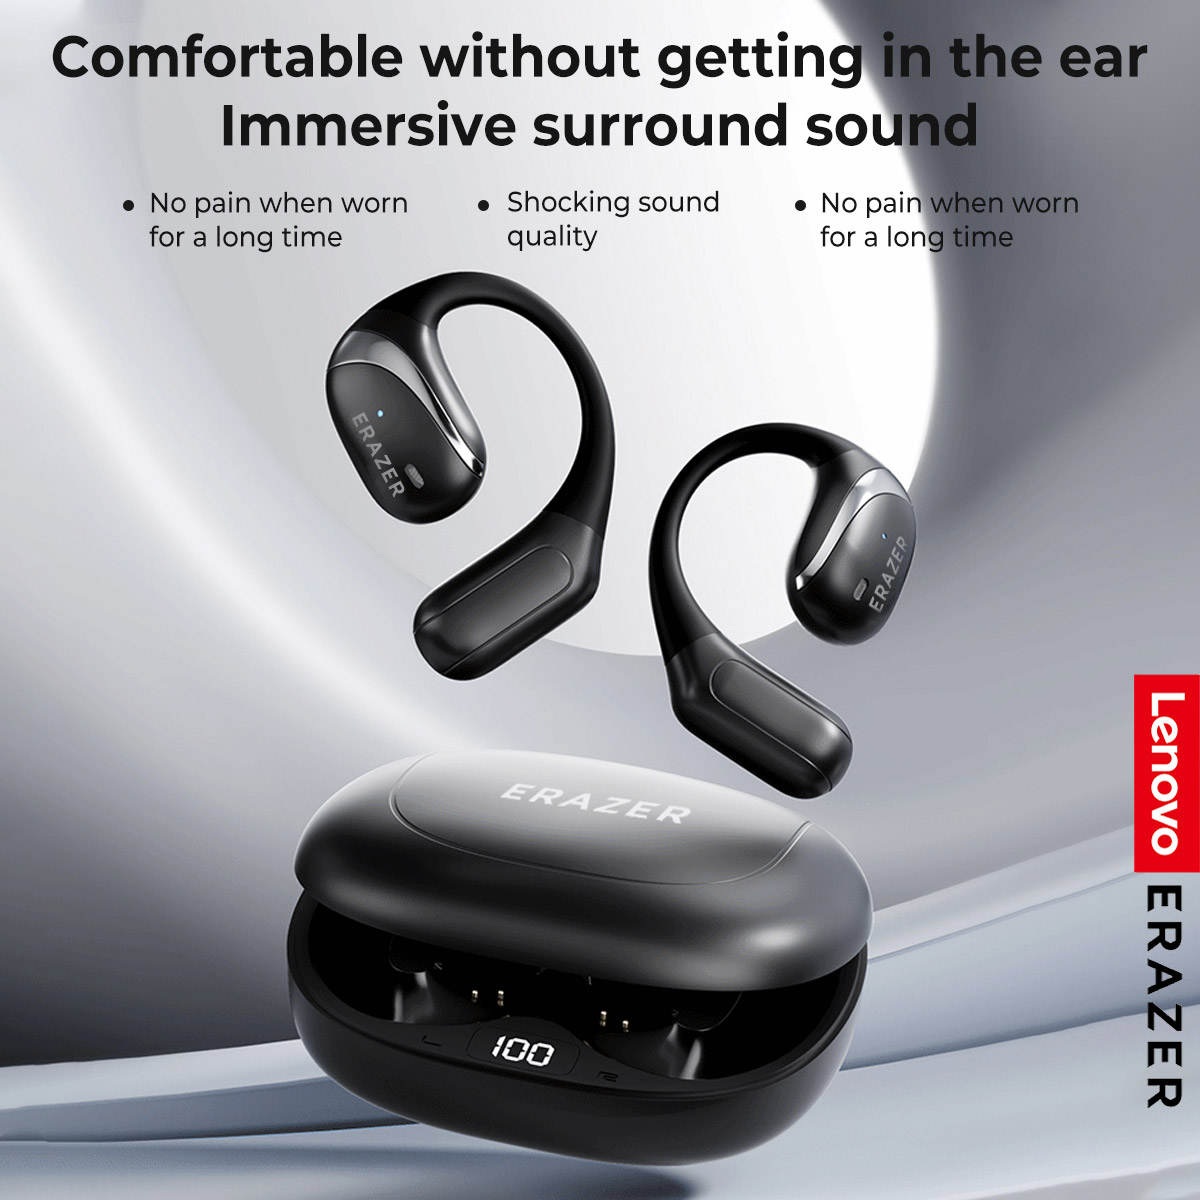 Comfortable without getting in the ear
Immersive surround sound
• No pain when worn
for a long time
• Shocking sound
quality
• No pain when worn
for a long time
ERAZER
ERAZER
ERAZER
L
100
R
Lenovo
ERAZER